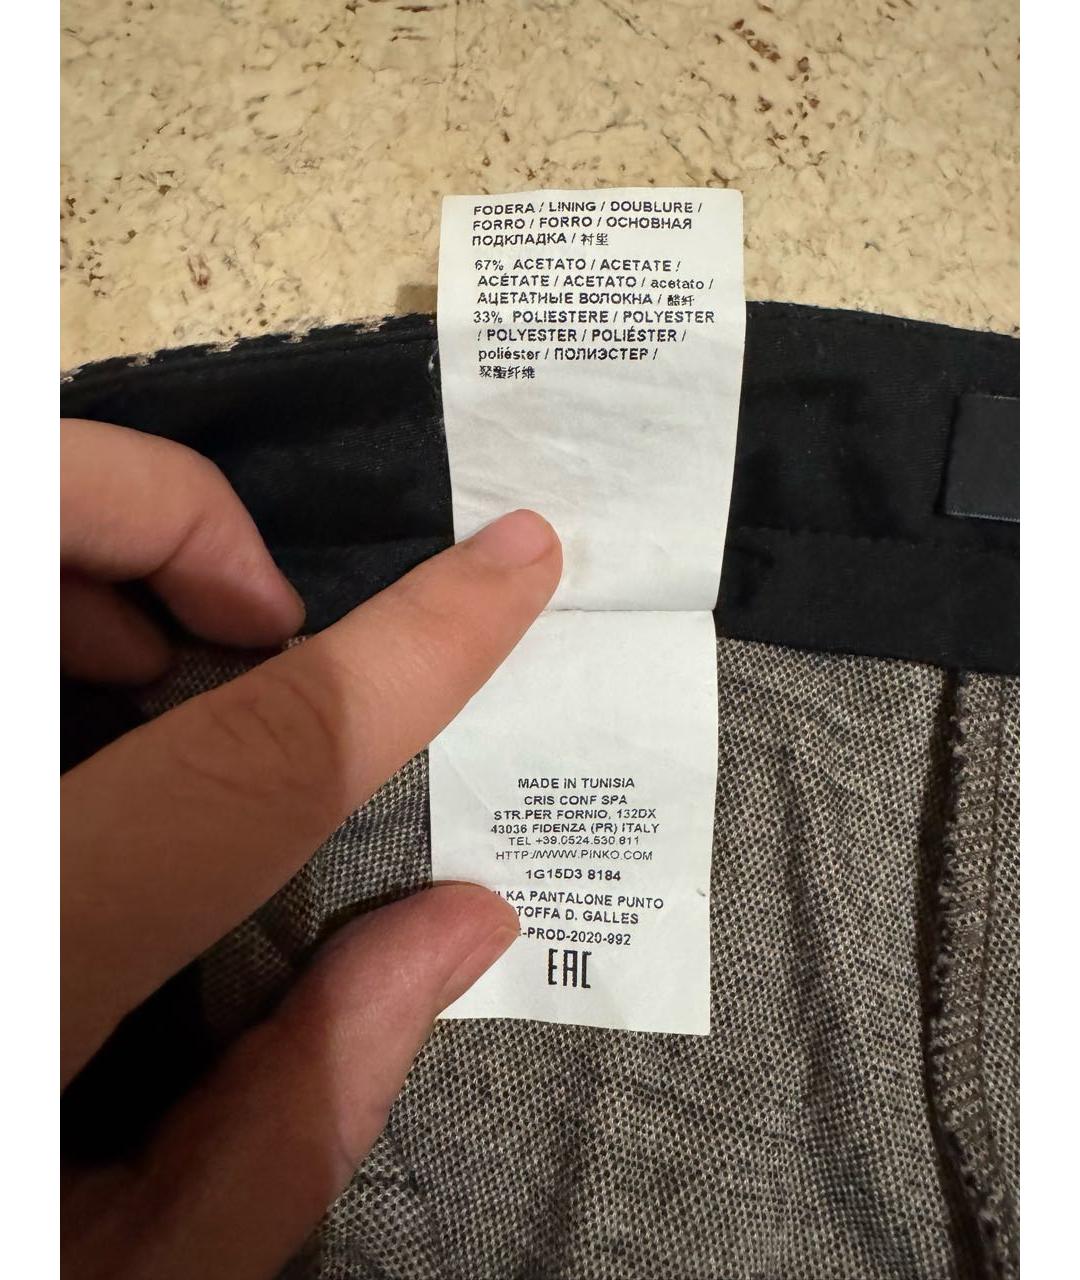 FODERA / LINING / DOUBLURE /
FORRO / FORRO / ОСНОВНАЯ
ПОДКЛАДКА / 衬里
67% ACETATO / ACETATE /
ACÉTATE / ACETATO / acetato /
АЦЕТАТНЫЕ ВОЛОКНА / 醋纤
33% POLIESTERE / POLYESTER
/ POLYESTER / POLIÉSTER /
poliéster / ПОЛИЭСТЕР /
聚酯纤维
MADE IN TUNISIA
CRIS CONF SPA
STR.PER FORNIO, 132DX
43036 FIDENZA (PR) ITALY
TEL +39.0524.530.611
HTTP://WWW.PINKO.COM
1G15D3 8184
PANTALONE PUNTO
D. GALLES
-PROD-2020-992
EAC